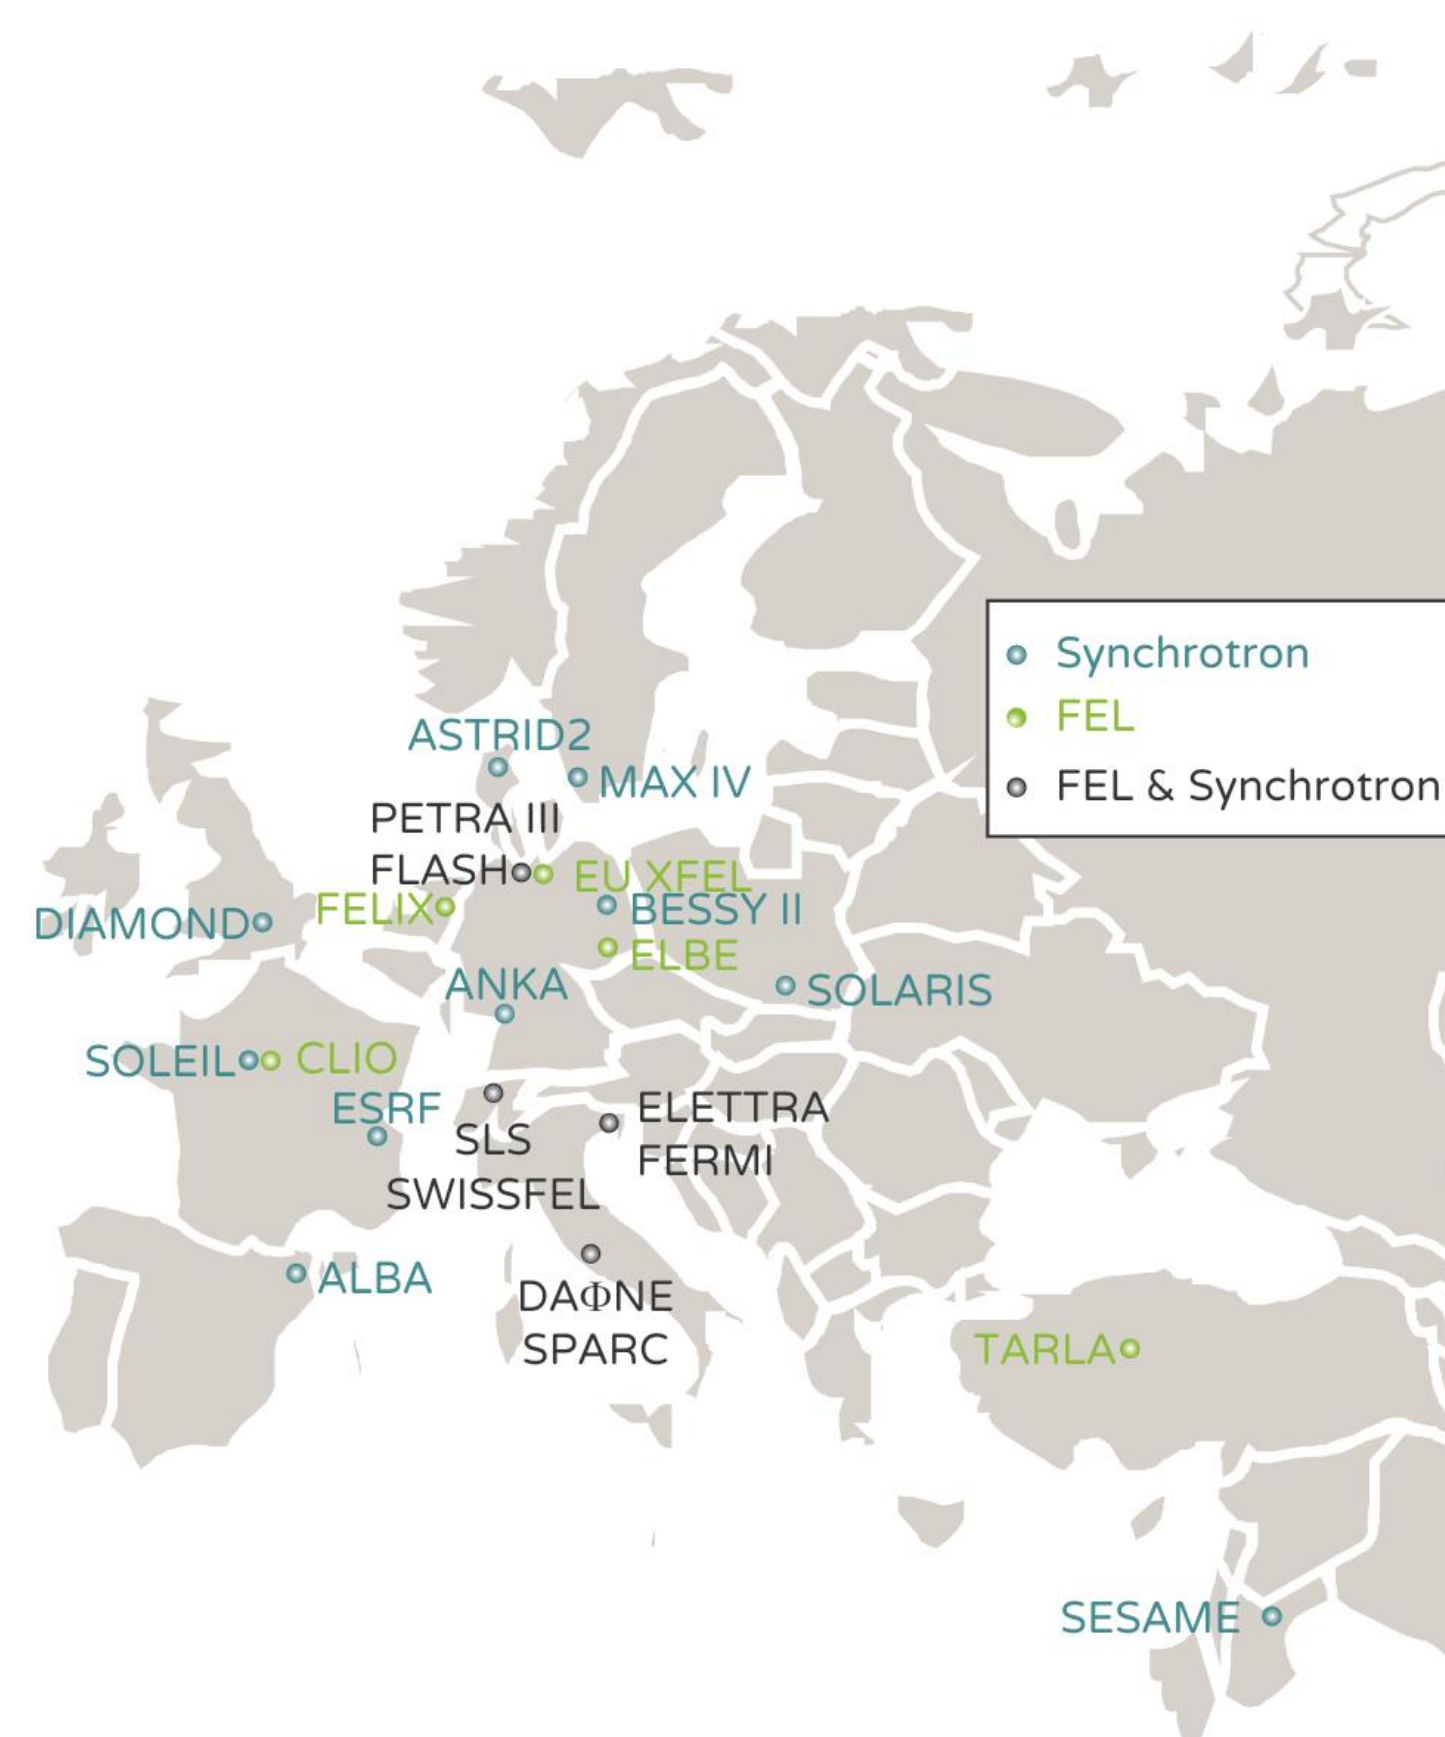 Synchrotron
FEL
FEL & Synchrotron
ASTRID2
MAX IV
PETRA III
FLASH
EU XFEL
FELIX
BESSY II
DIAMOND
ELBE
ANKA
SOLARIS
SOLEIL
CLIO
ESRF
ELETTRA
FERMI
SLS
SWISSFEL
ALBA
DAΦNE
SPARC
TARLA
SESAME